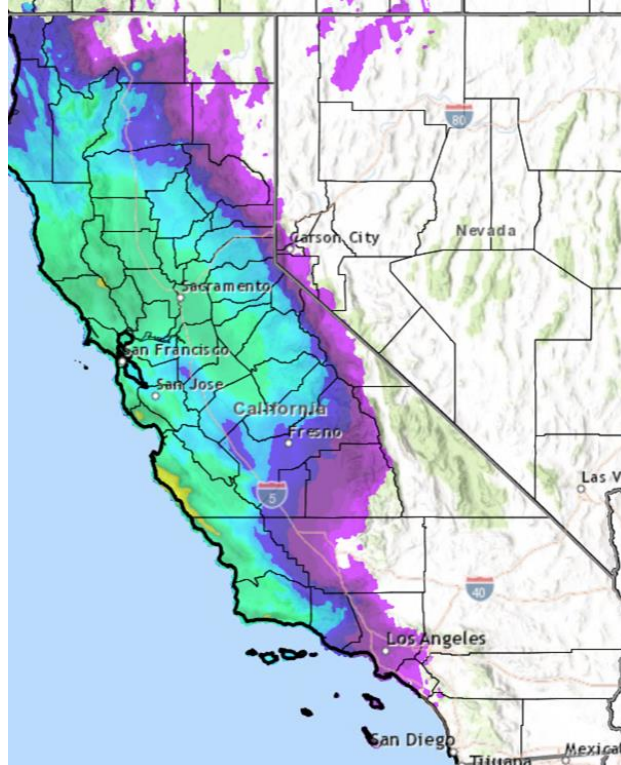 80
Nevada
Carson City
Sacramento
San Francisco
San Jose
California
Fresno
Las V
5
40
Los Angeles
San Diego
Tijuana
Mexicat